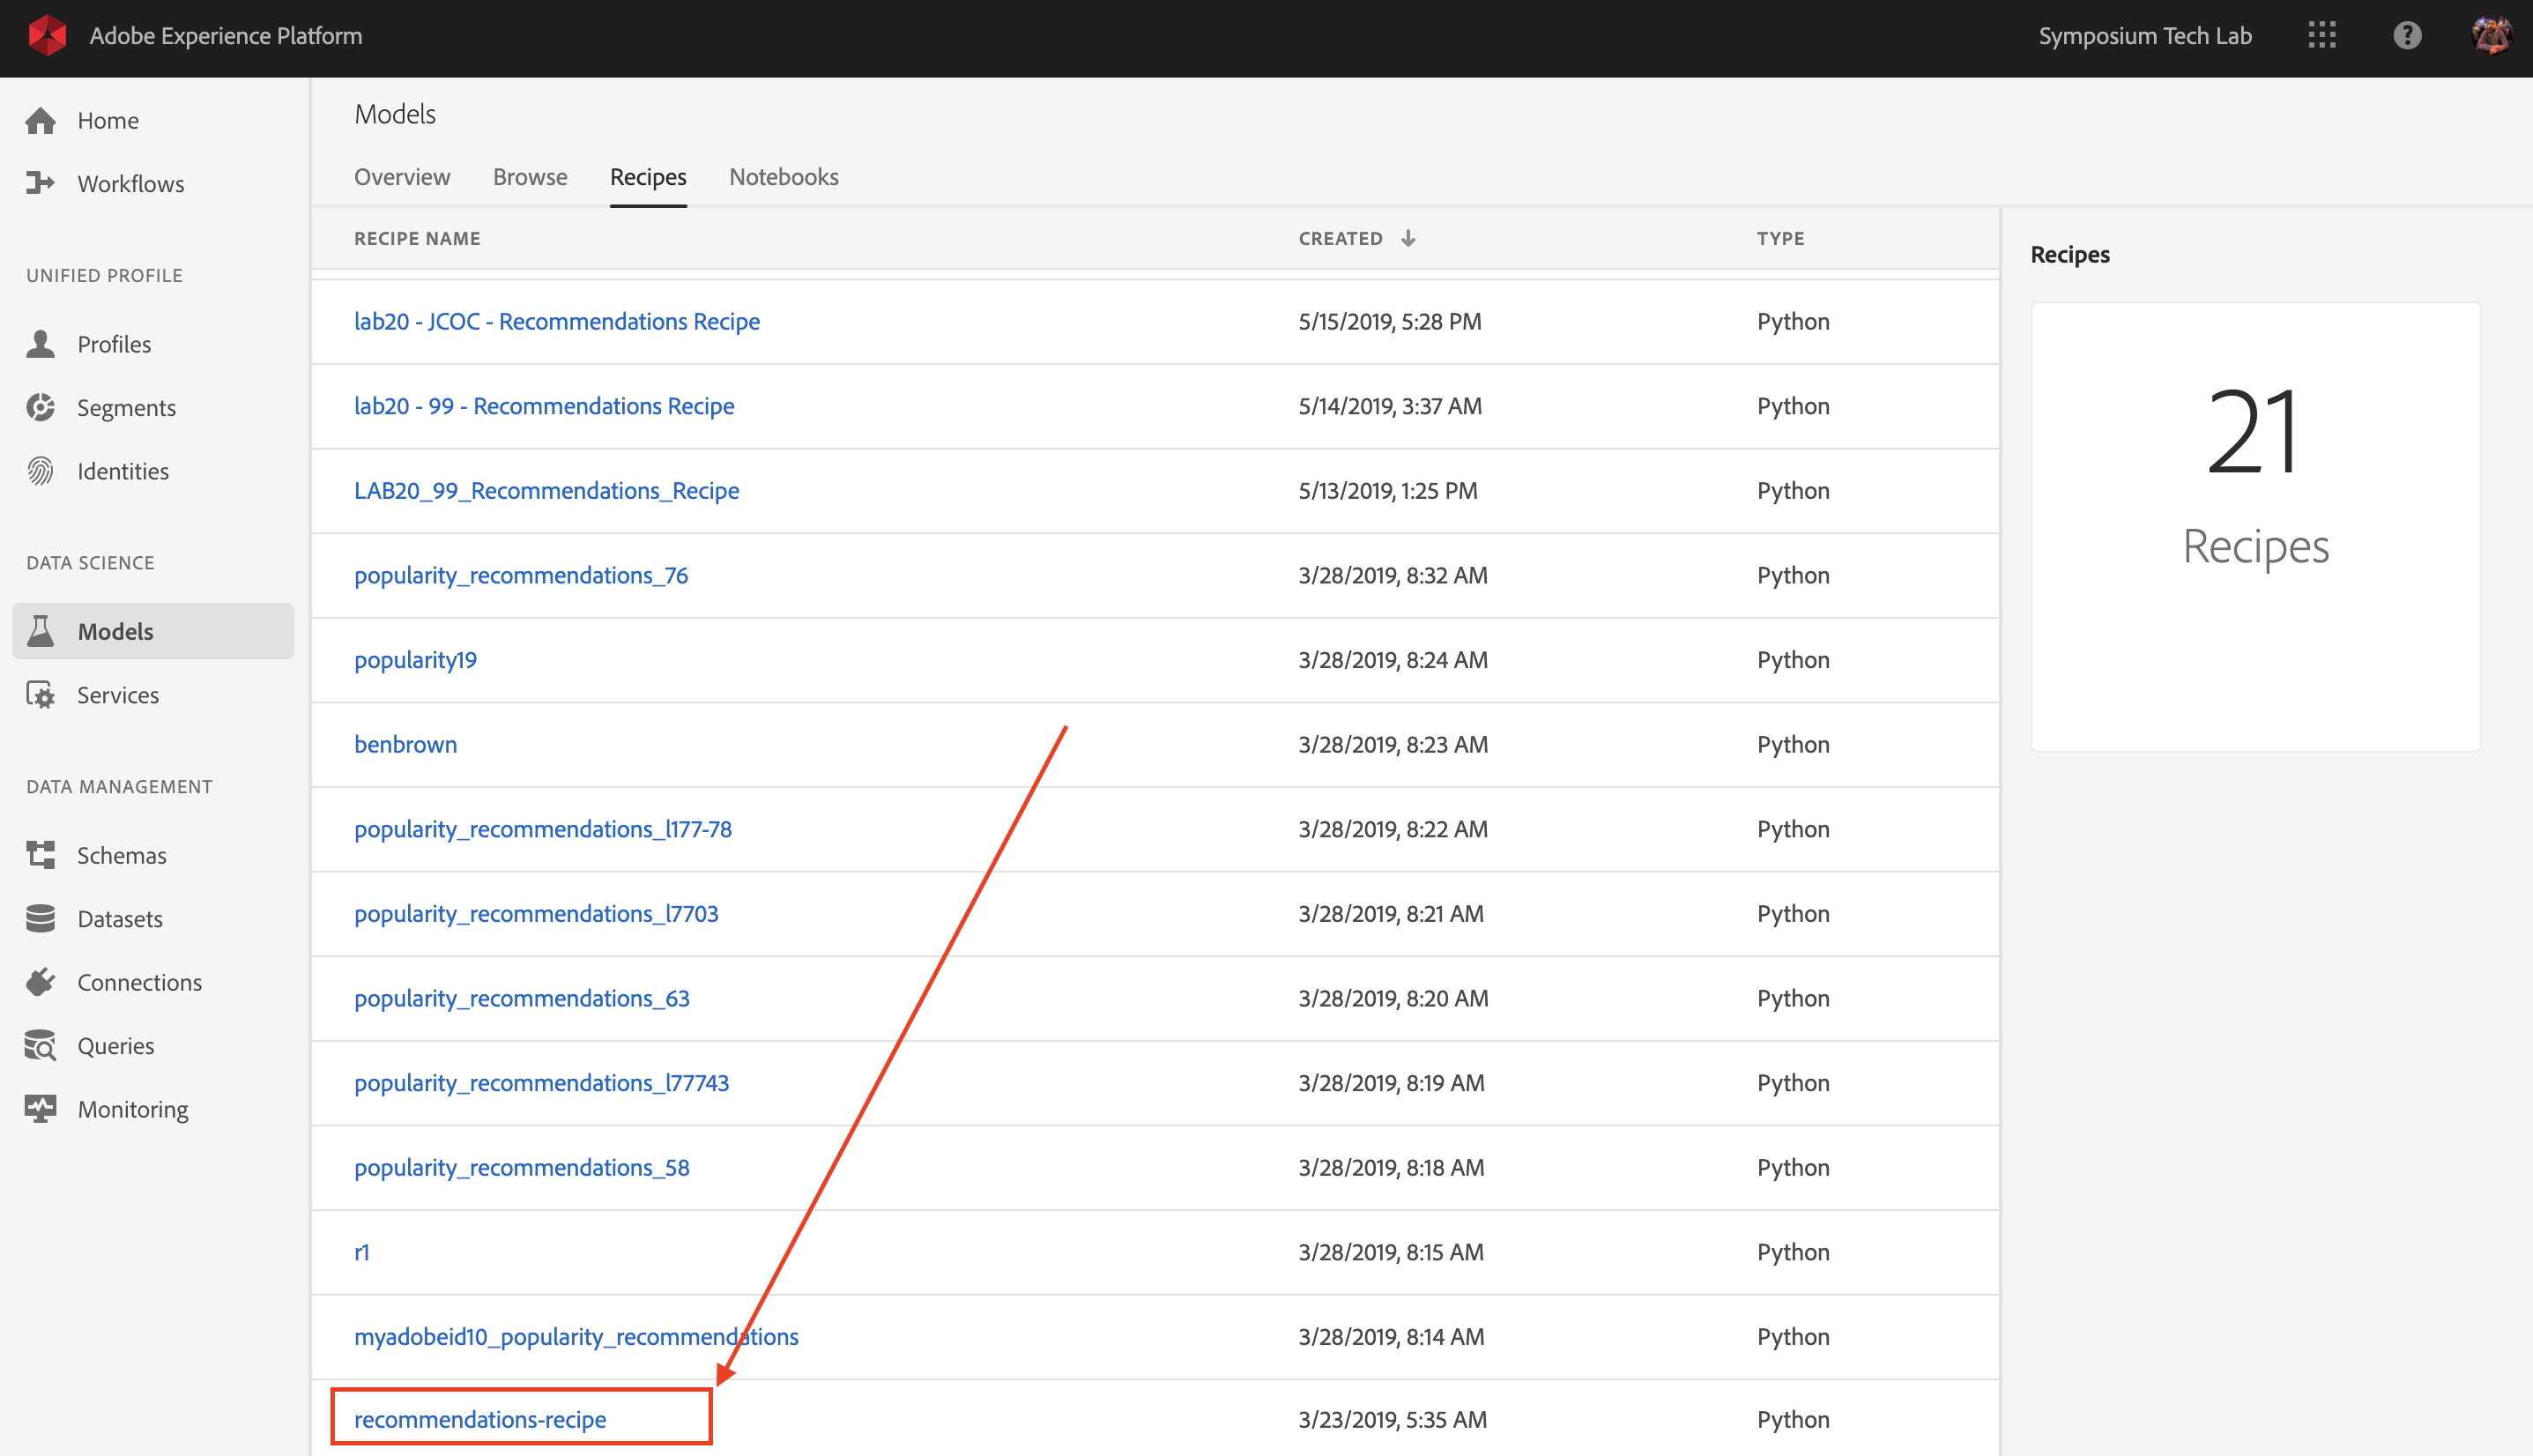 Adobe Experience Platform
Symposium Tech Lab
Home
Workflows
UNIFIED PROFILE
Profiles
Segments
Identities
DATA SCIENCE
Models
Services
DATA MANAGEMENT
Schemas
Datasets
Connections
Queries
Monitoring
Models
Overview Browse Recipes Notebooks
RECIPE NAME CREATED TYPE
lab20 - JCOC - Recommendations Recipe 5/15/2019, 5:28 PM Python
lab20 - 99 - Recommendations Recipe 5/14/2019, 3:37 AM Python
LAB20_99_Recommendations_Recipe 5/13/2019, 1:25 PM Python
popularity_recommendations_76 3/28/2019, 8:32 AM Python
popularity19 3/28/2019, 8:24 AM Python
benbrown 3/28/2019, 8:23 AM Python
popularity_recommendations_l177-78 3/28/2019, 8:22 AM Python
popularity_recommendations_l7703 3/28/2019, 8:21 AM Python
popularity_recommendations_63 3/28/2019, 8:20 AM Python
popularity_recommendations_l77743 3/28/2019, 8:19 AM Python
popularity_recommendations_58 3/28/2019, 8:18 AM Python
r1 3/28/2019, 8:15 AM Python
myadobeid10_popularity_recommendations 3/28/2019, 8:14 AM Python
recommendations-recipe 3/23/2019, 5:35 AM Python
Recipes
21
Recipes